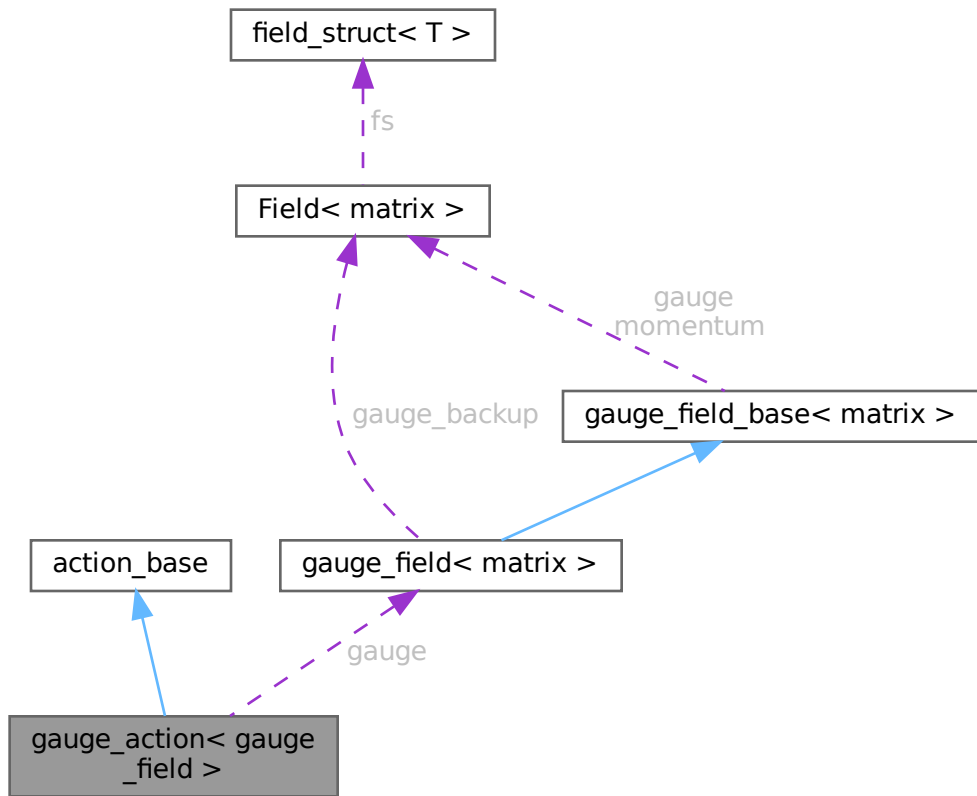 field_struct< T >
fs
Field< matrix >
gauge
momentum
gauge_backup
gauge_field_base< matrix >
action_base
gauge_field< matrix >
gauge
gauge_action< gauge
_field >